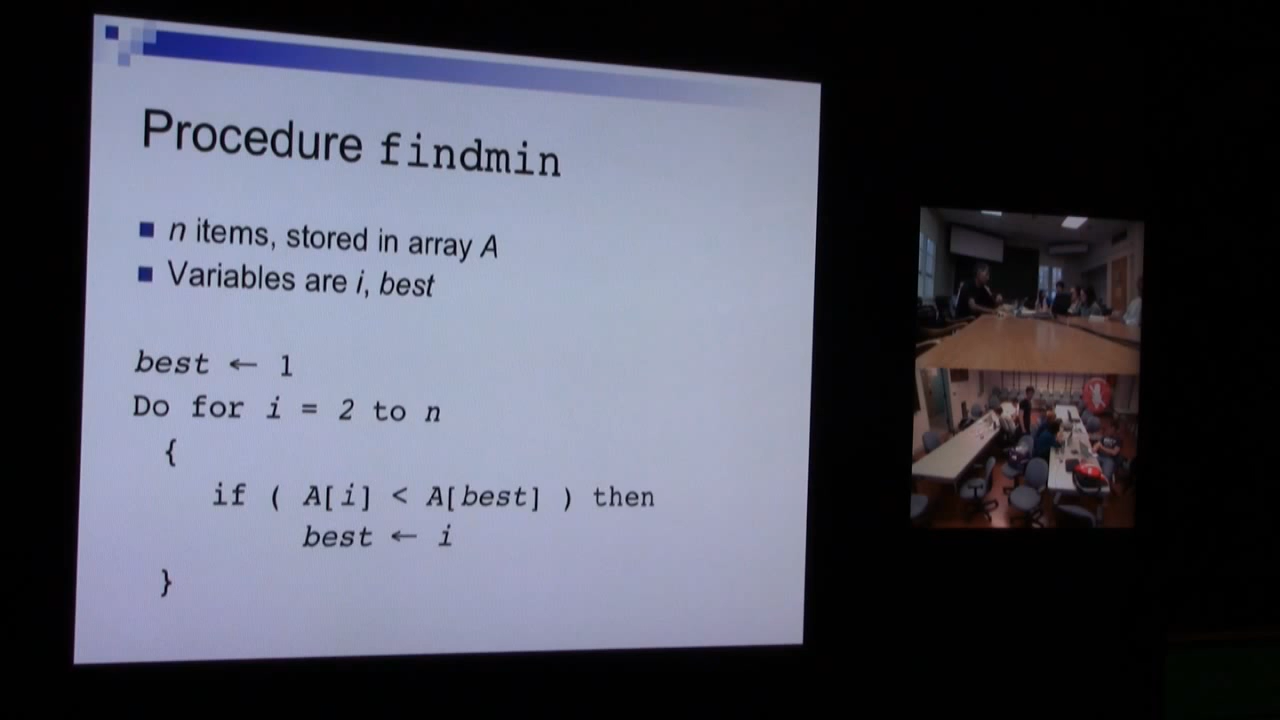 Procedure findmin
n items, stored in array A
Variables are i, best
best ← 1
Do for i = 2 to n
{
if ( A[i] < A[best] ) then
best ← i
}